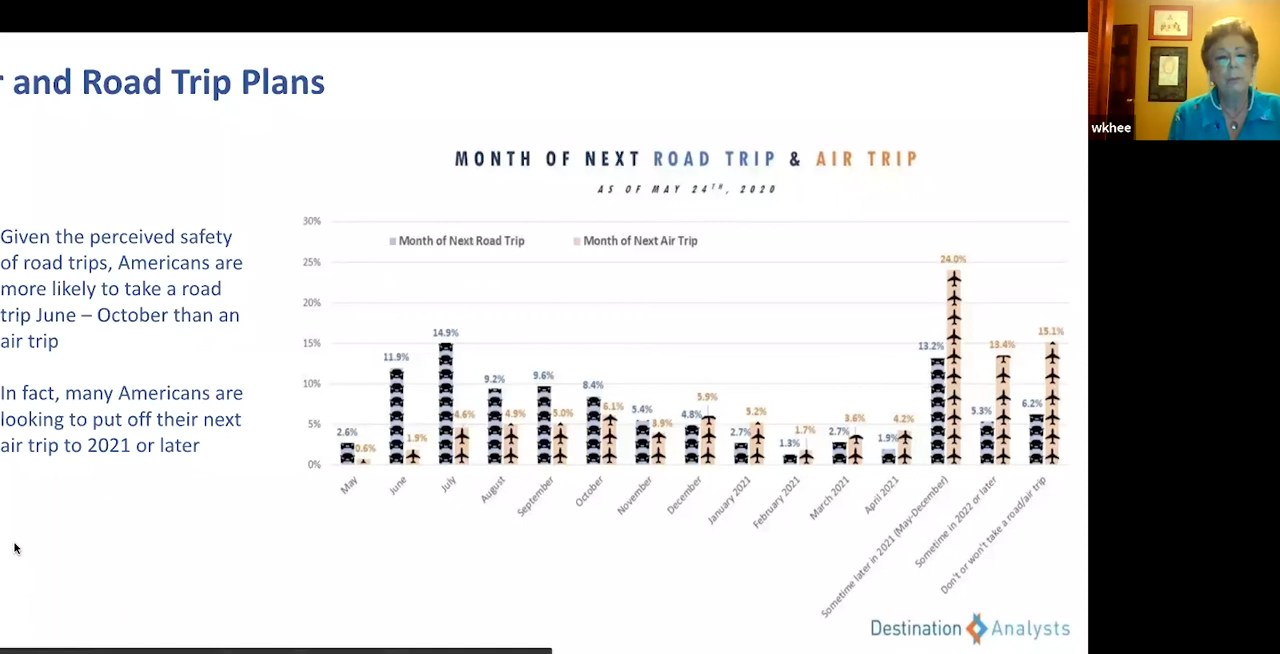 r and Road Trip Plans
wkhee
MONTH OF NEXT ROAD TRIP & AIR TRIP
AS OF MAY 24TH, 2020
Given the perceived safety
of road trips, Americans are
more likely to take a road
trip June – October than an
air trip
In fact, many Americans are
looking to put off their next
air trip to 2021 or later
Month of Next Road Trip
Month of Next Air Trip
30%
25%
20%
15%
10%
5%
0%
2.6%
0.6%
11.9%
1.9%
14.9%
4.6%
9.2%
4.9%
9.6%
5.0%
8.4%
6.1%
5.4%
3.9%
4.8%
5.9%
2.7%
5.2%
1.3%
1.7%
2.7%
3.6%
1.9%
4.2%
13.2%
24.0%
5.3%
13.4%
6.2%
15.1%
May
June
July
August
September
October
November
December
January 2021
February 2021
March 2021
April 2021
Sometime later in 2021 (May-December)
Sometime in 2022 or later
Don't or won't take a road/air trip
Destination Analysts